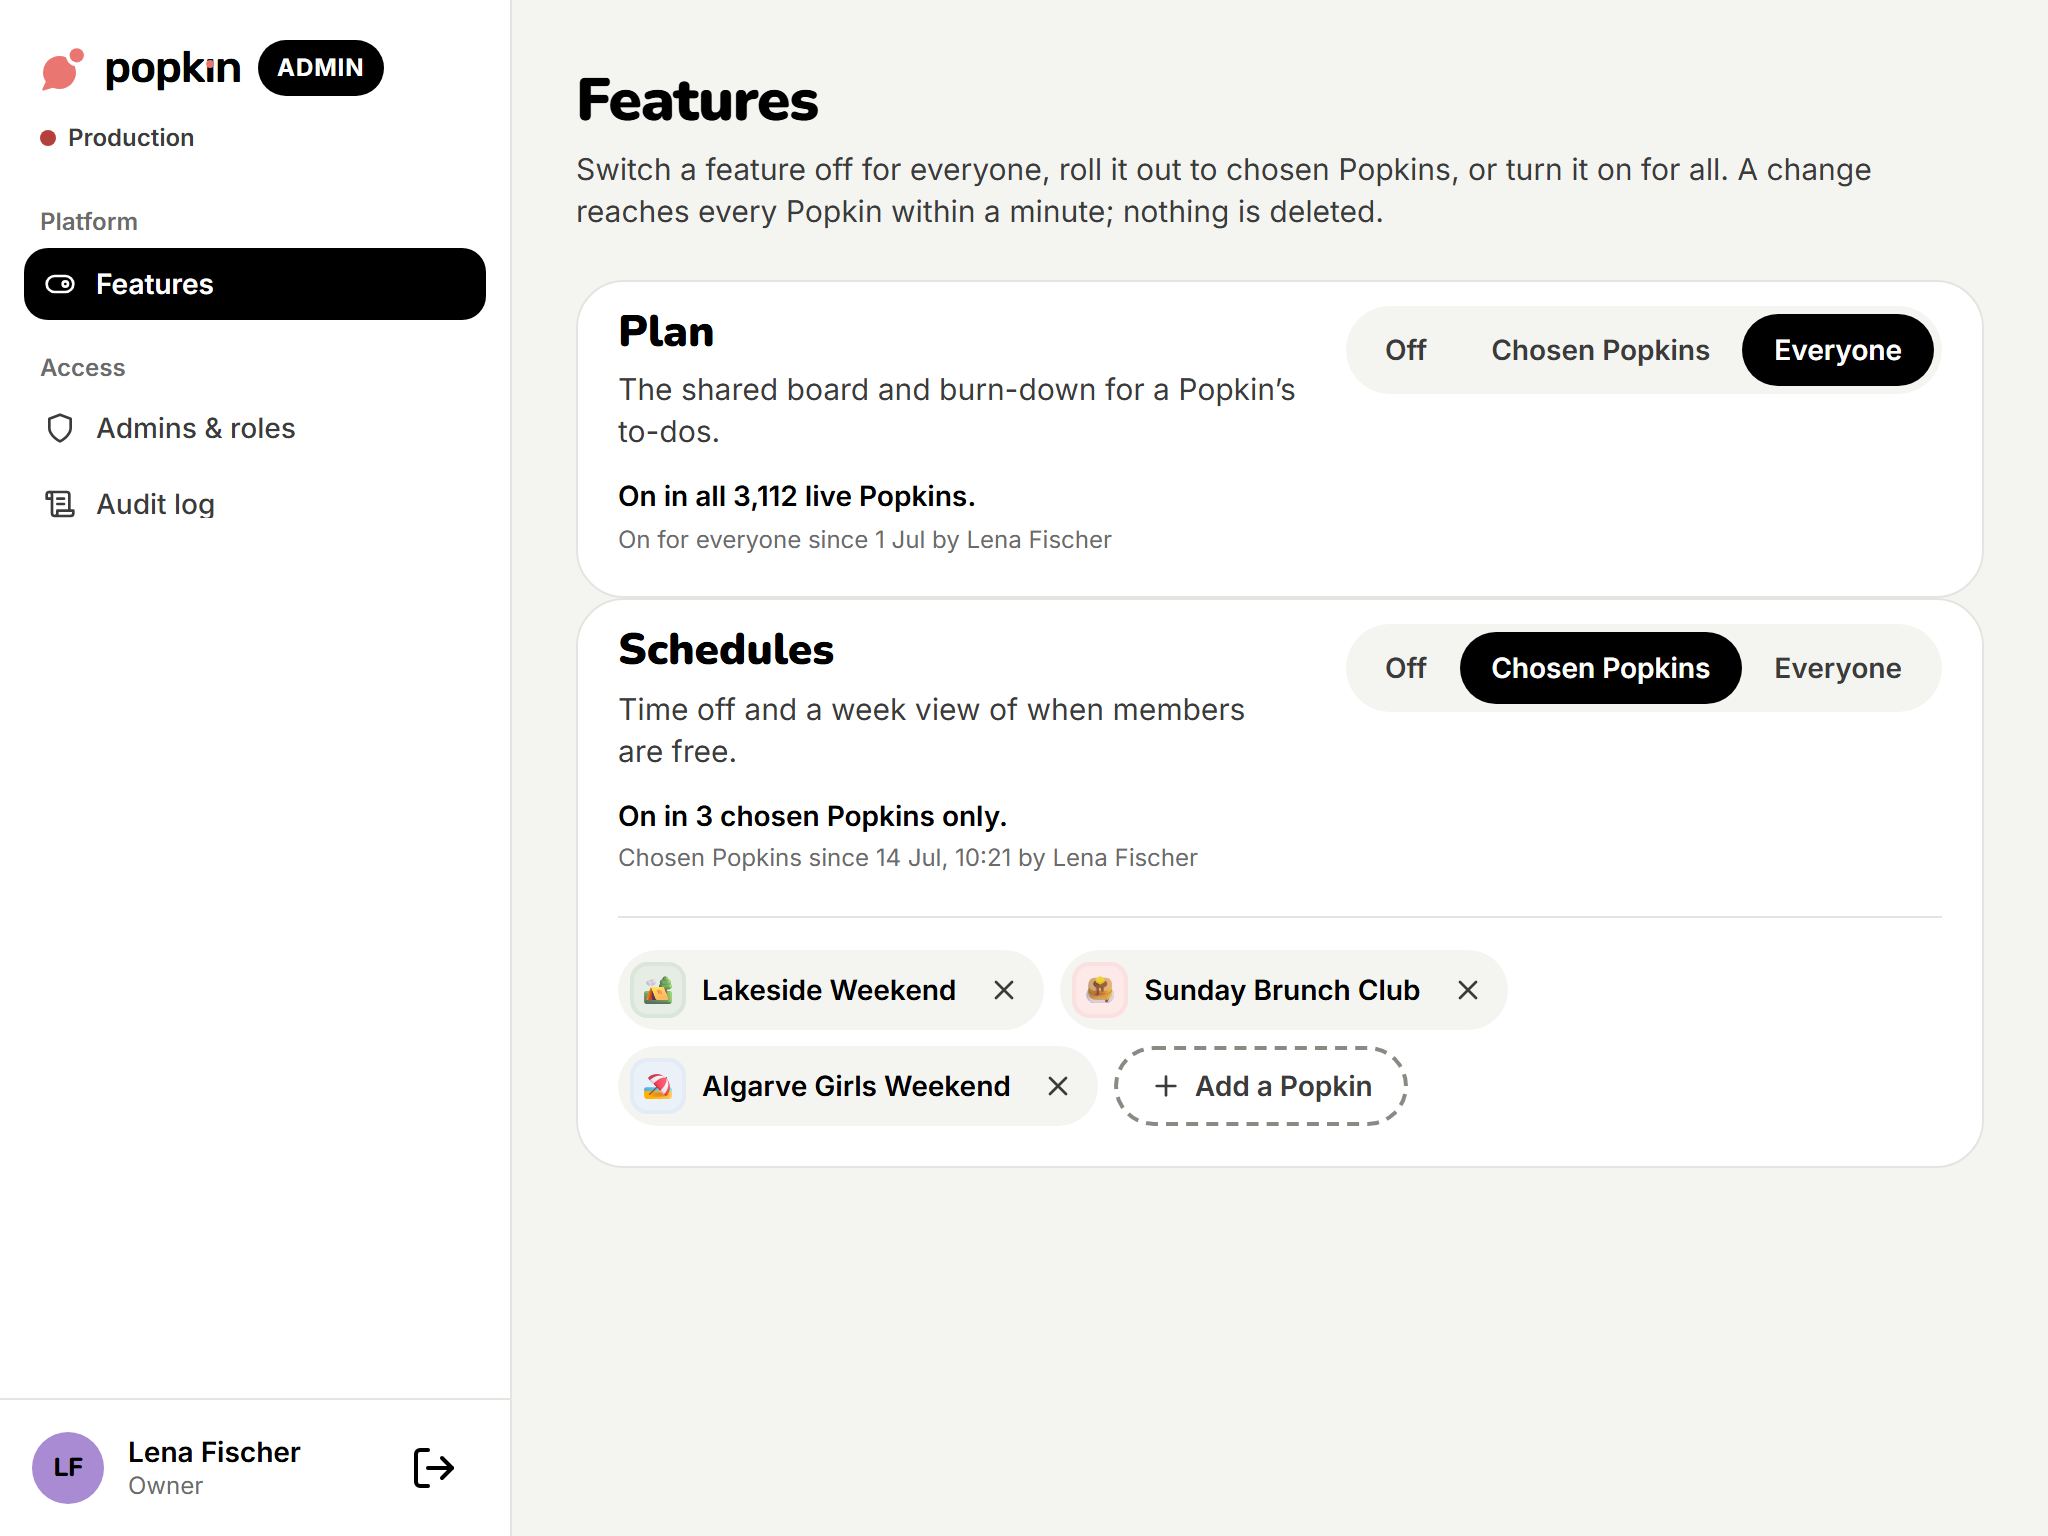 popkin ADMIN
Production
Platform
Features
Access
Admins & roles
Audit log
Lena Fischer
LF
Owner
Features
Switch a feature off for everyone, roll it out to chosen Popkins, or turn it on for all. A change
reaches every Popkin within a minute; nothing is deleted.
Plan
Off Chosen Popkins Everyone
The shared board and burn-down for a Popkin’s
to-dos.
On in all 3,112 live Popkins.
On for everyone since 1 Jul by Lena Fischer
Schedules
Off Chosen Popkins Everyone
Time off and a week view of when members
are free.
On in 3 chosen Popkins only.
Chosen Popkins since 14 Jul, 10:21 by Lena Fischer
Lakeside Weekend Sunday Brunch Club
Algarve Girls Weekend Add a Popkin